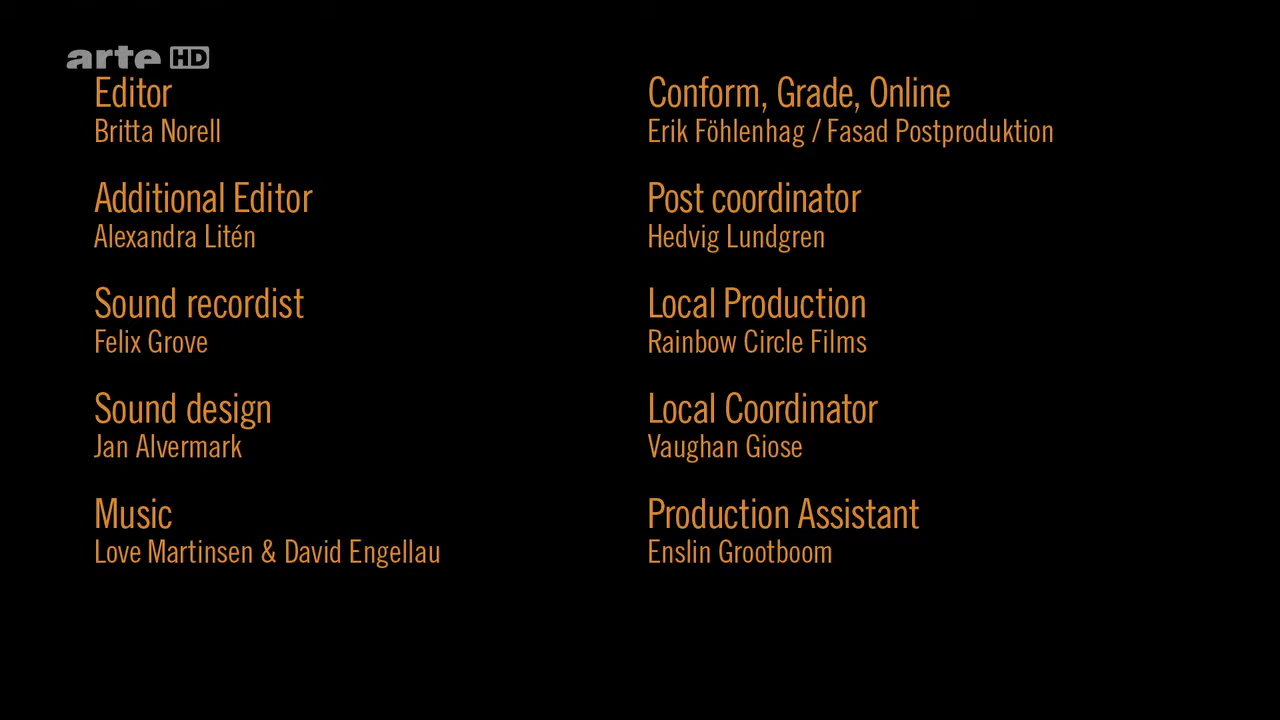 arte HD
Editor
Britta Norell
Additional Editor
Alexandra Litén
Sound recordist
Felix Grove
Sound design
Jan Alvermark
Music
Love Martinsen & David Engellau
Conform, Grade, Online
Erik Föhlenhag / Fasad Postproduktion
Post coordinator
Hedvig Lundgren
Local Production
Rainbow Circle Films
Local Coordinator
Vaughan Giose
Production Assistant
Enslin Grootboom